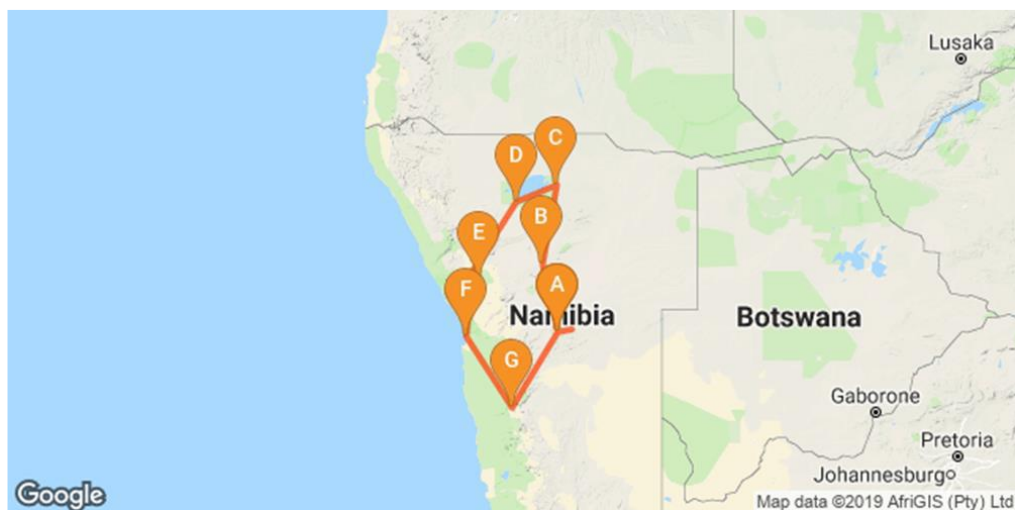 Lusaka
C
D
B
E
A
F
Namibia
Botswana
G
Gaborone
Pretoria
Johannesburg
Google
Map data ©2019 AfriGIS (Pty) Ltd